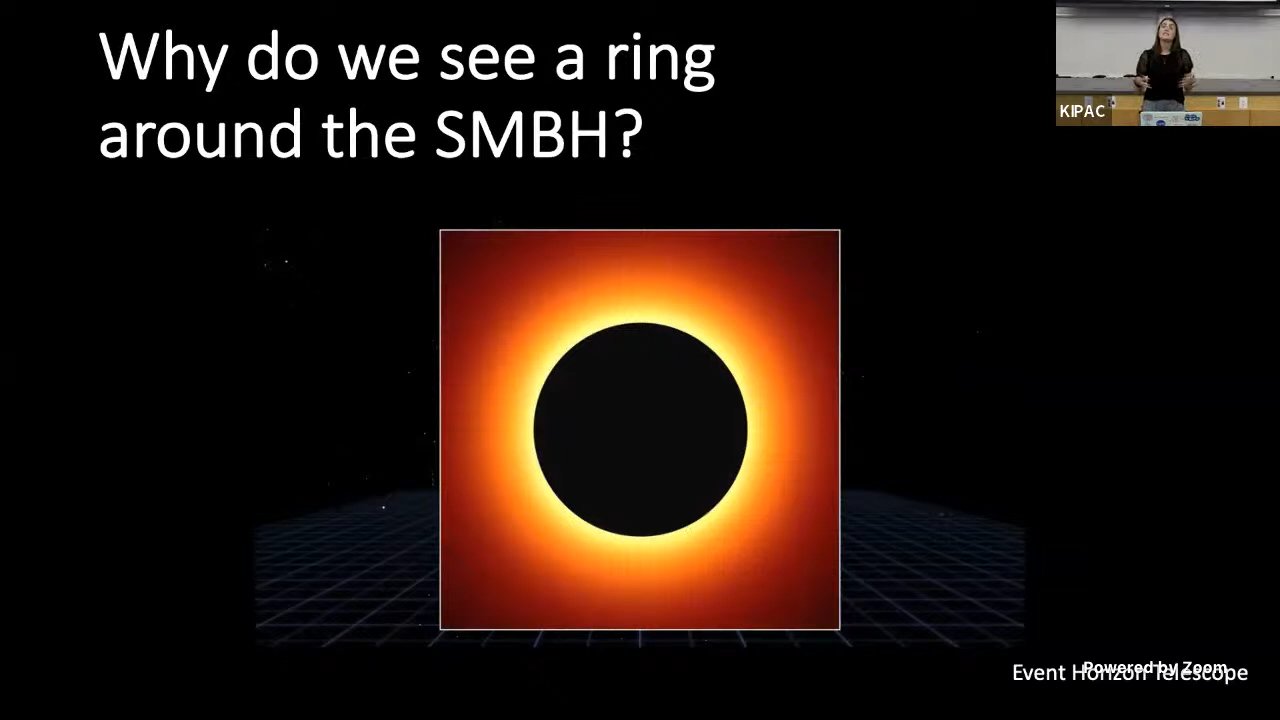 Why do we see a ring
around the SMBH?
KIPAC
Powered by Zoom
Event Horizon Telescope